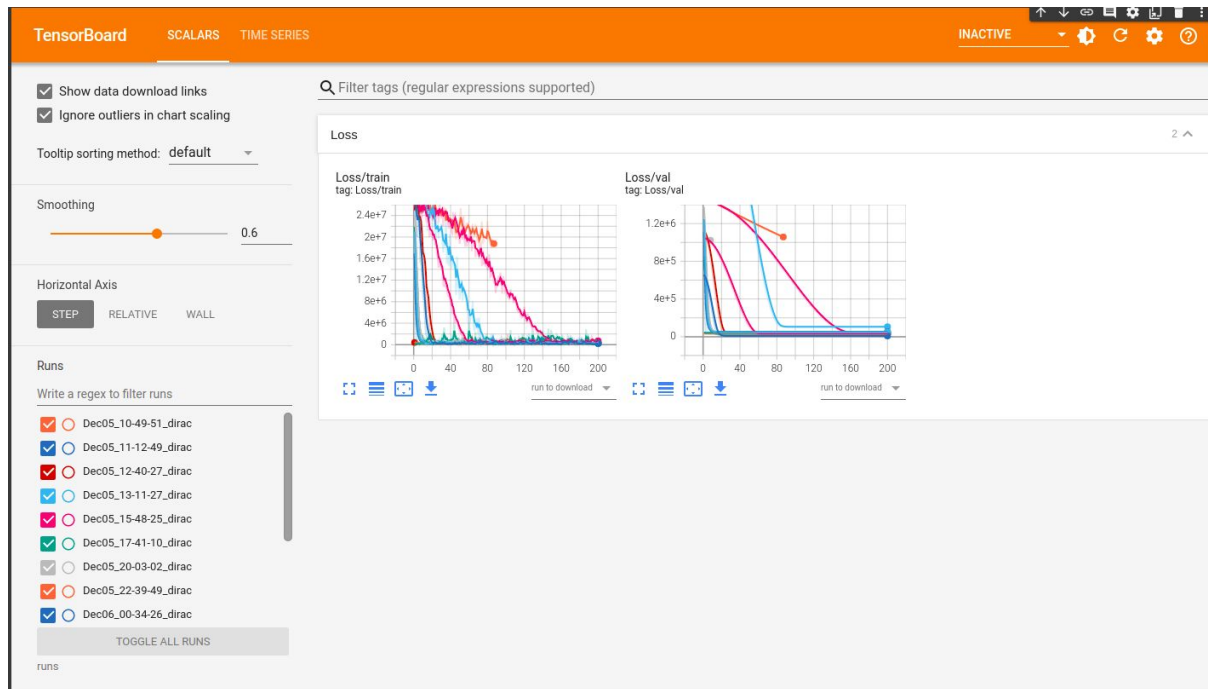 TensorBoard SCALARS TIME SERIES INACTIVE
Show data download links
Ignore outliers in chart scaling
Tooltip sorting method: default
Smoothing
0.6
Horizontal Axis
STEP RELATIVE WALL
Runs
Write a regex to filter runs
Dec05_10-49-51_dirac
Dec05_11-12-49_dirac
Dec05_12-40-27_dirac
Dec05_13-11-27_dirac
Dec05_15-48-25_dirac
Dec05_17-41-10_dirac
Dec05_20-03-02_dirac
Dec05_22-39-49_dirac
Dec06_00-34-26_dirac
TOGGLE ALL RUNS
runs
Filter tags (regular expressions supported)
Loss 2
Loss/train
tag: Loss/train
2.4e+7
2e+7
1.6e+7
1.2e+7
8e+6
4e+6
0
0 40 80 120 160 200
run to download
Loss/val
tag: Loss/val
1.2e+6
8e+5
4e+5
0
0 40 80 120 160 200
run to download